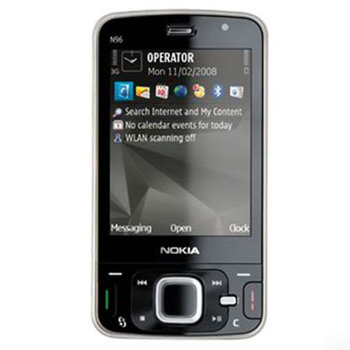 N96
3G
OPERATOR
Mon 11/02/2008
Search Internet and My Content
No calendar events for today
WLAN scanning off
Messaging Open Clock
NOKIA
C